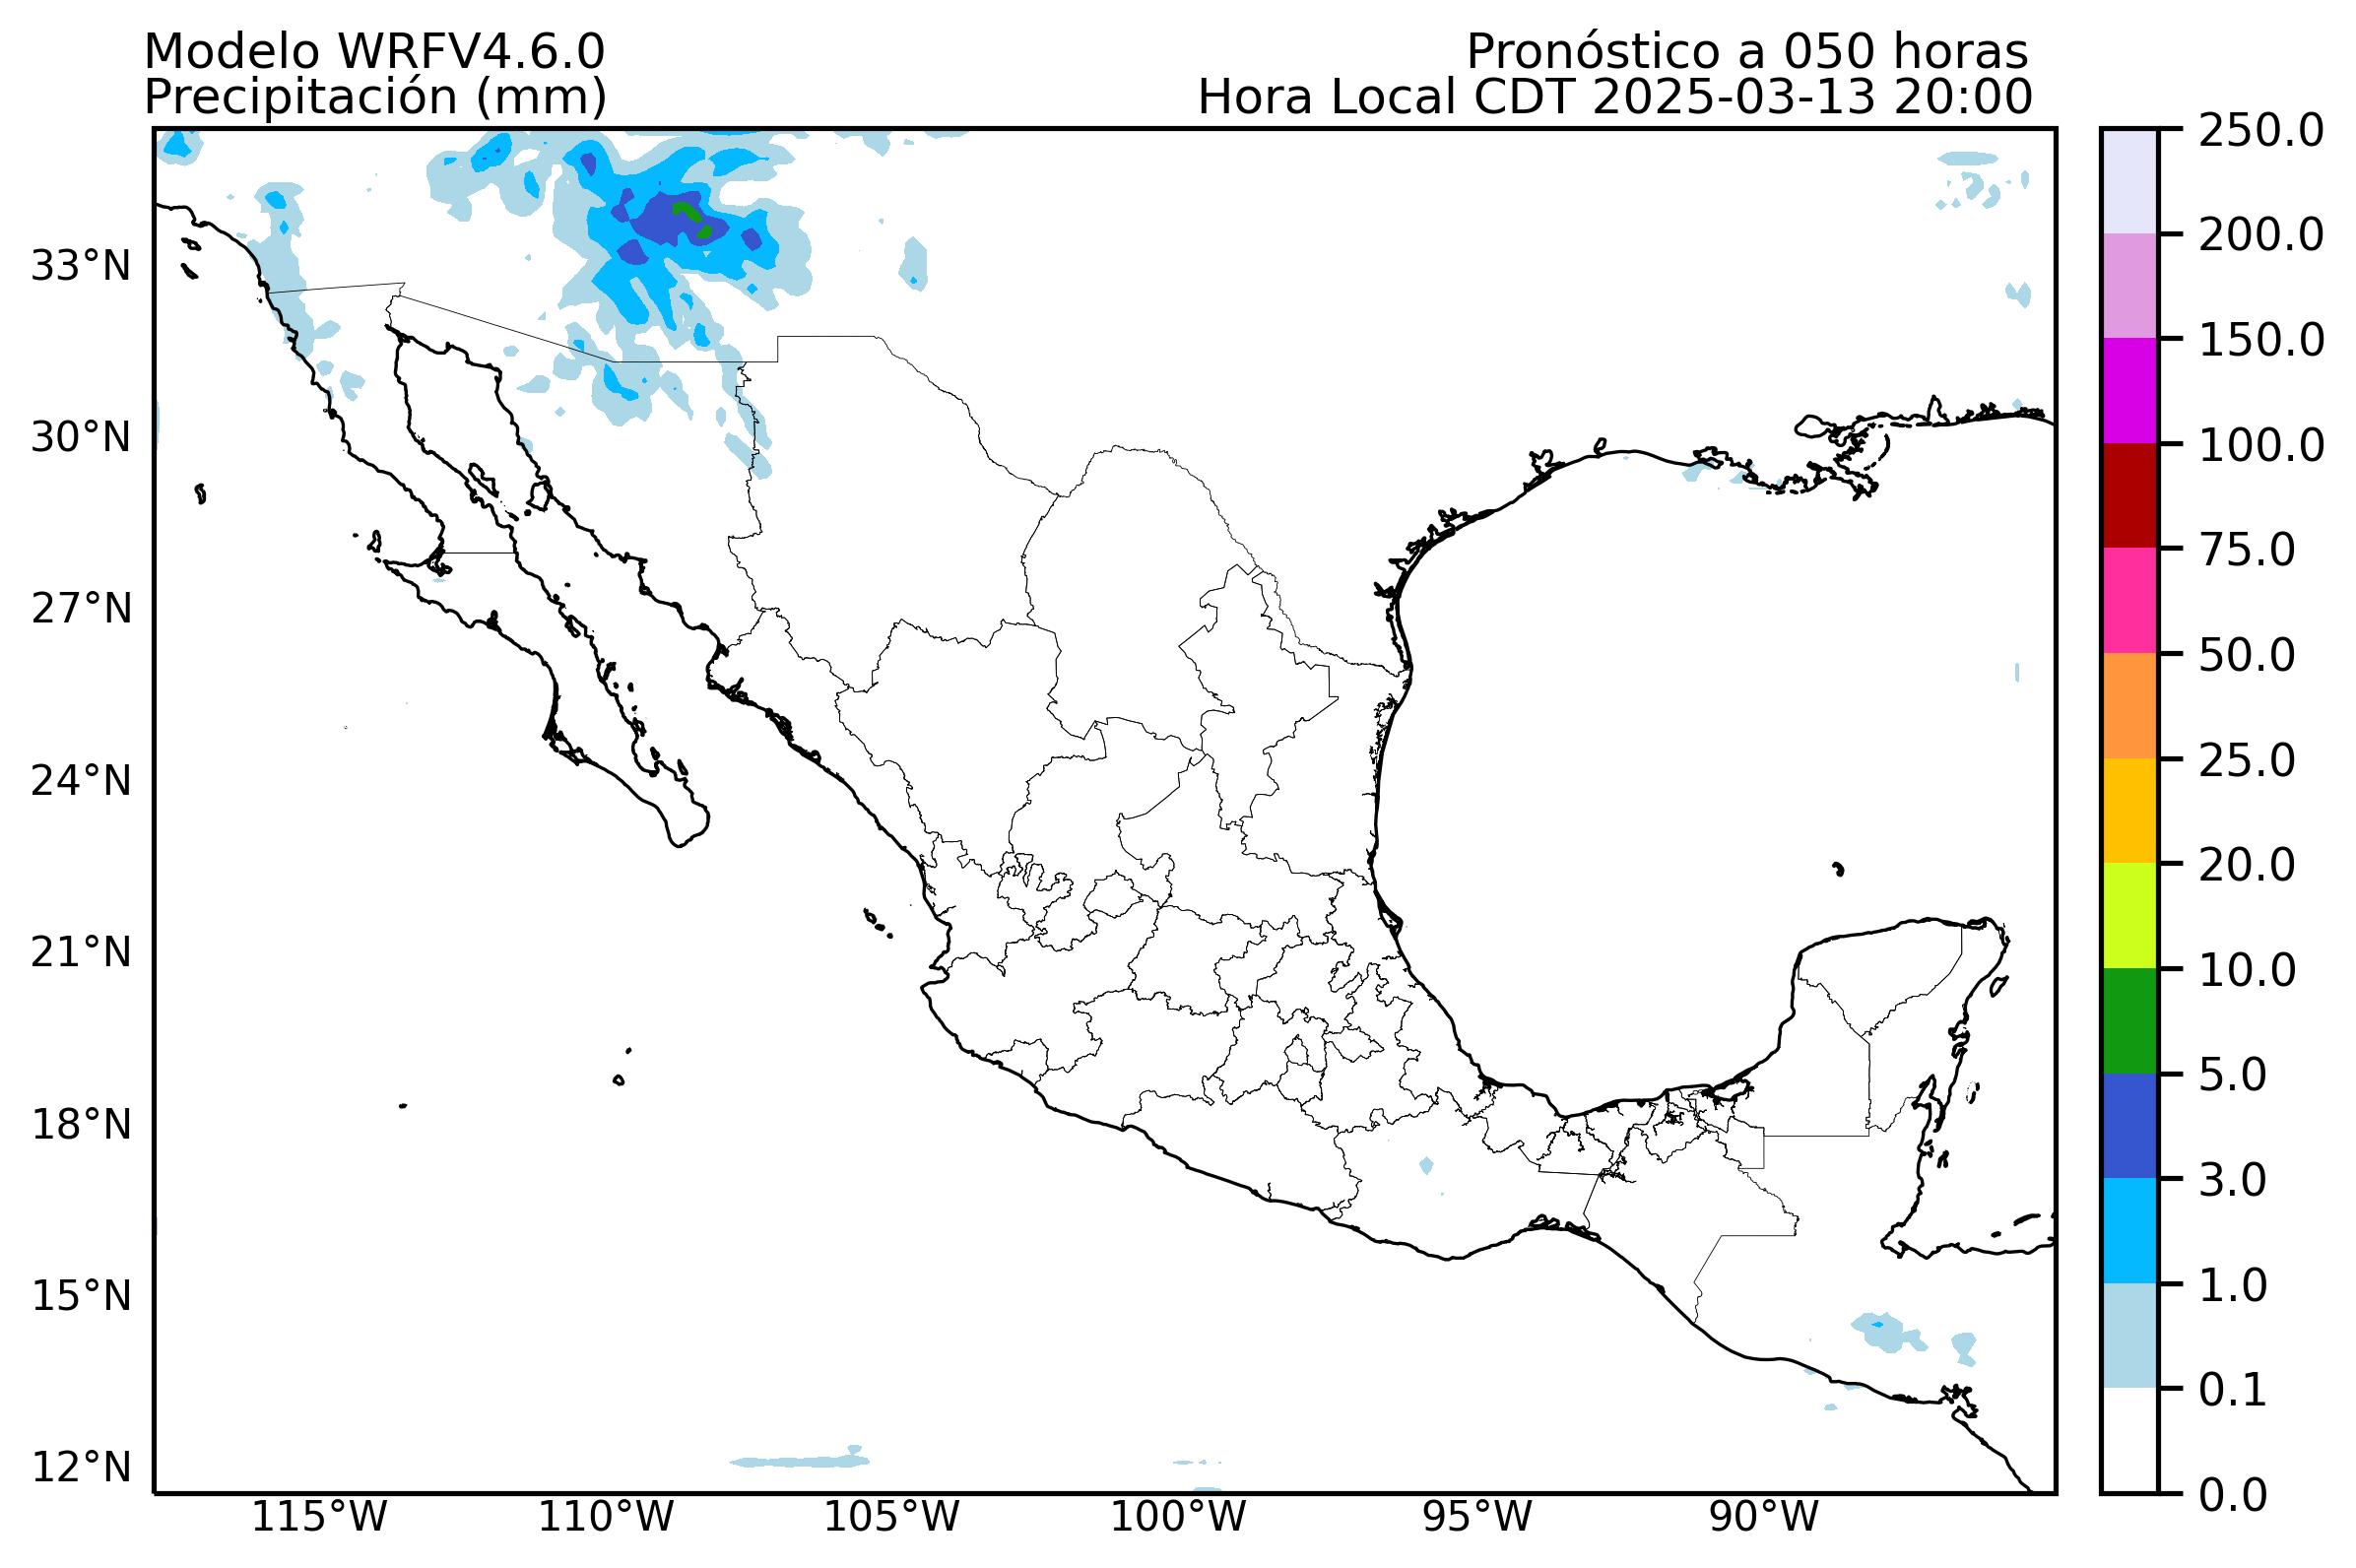 Modelo WRFV4.6.0
Precipitación (mm)
Pronóstico a 050 horas
Hora Local CDT 2025-03-13 20:00
33°N
30°N
27°N
24°N
21°N
18°N
15°N
12°N
115°W
110°W
105°W
100°W
95°W
90°W
250.0
200.0
150.0
100.0
75.0
50.0
25.0
20.0
10.0
5.0
3.0
1.0
0.1
0.0